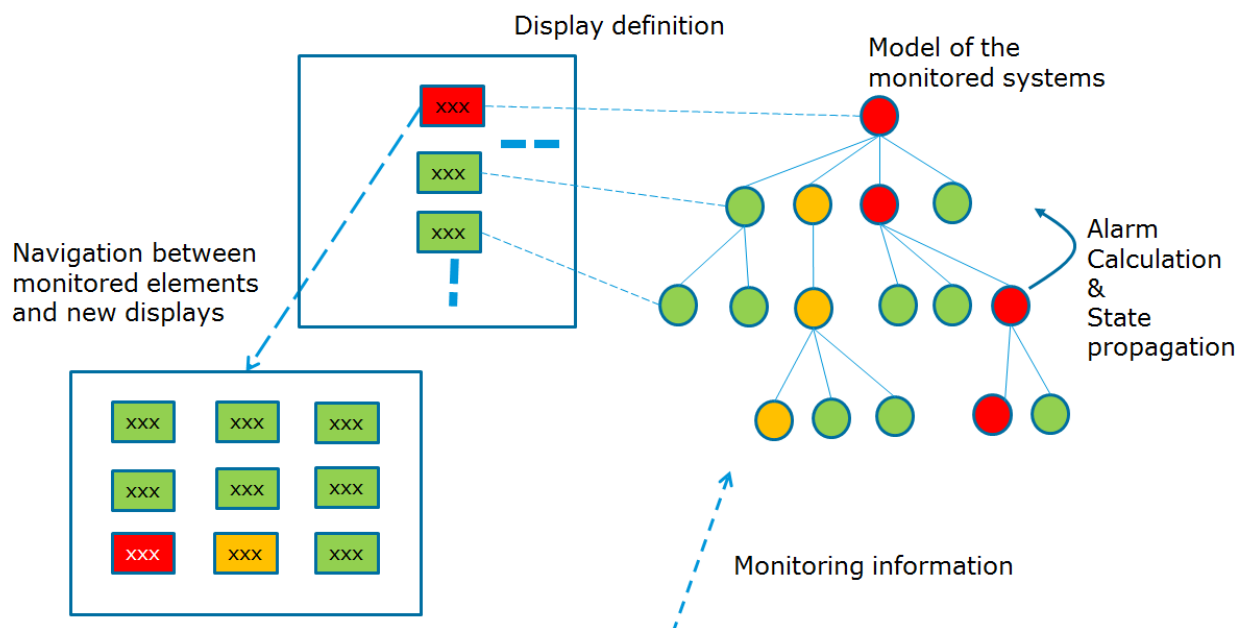 Display definition
Model of the
monitored systems
xxx
xxx
xxx
Navigation between
monitored elements
and new displays
Alarm
Calculation
&
State
propagation
xxx xxx xxx
xxx xxx xxx
xxx xxx xxx
Monitoring information